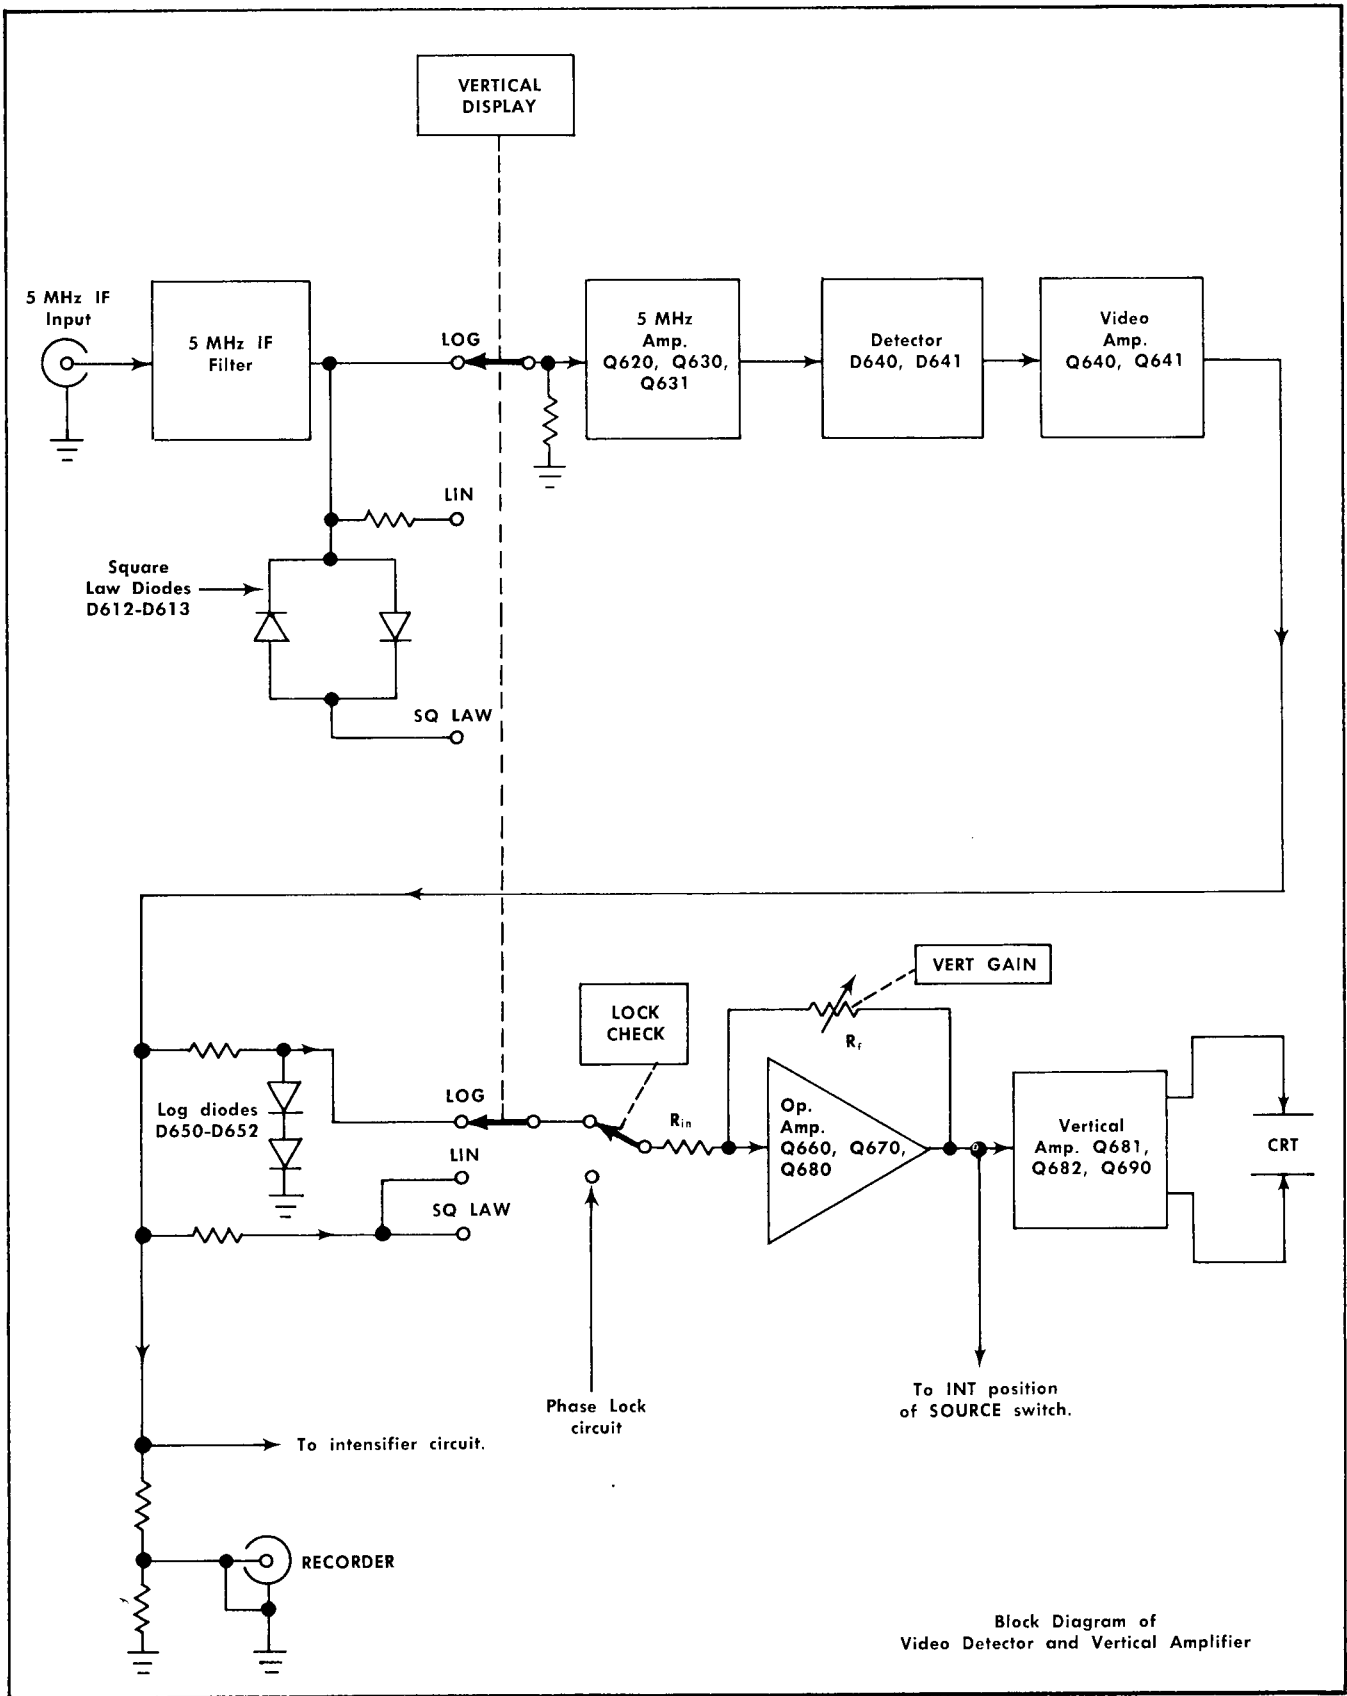 VERTICAL
DISPLAY
5 MHz IF
Input
5 MHz IF
Filter
LOG
5 MHz
Amp.
Q620, Q630,
Q631
Detector
D640, D641
Video
Amp.
Q640, Q641
LIN
Square
Law Diodes
D612-D613
SQ LAW
VERT GAIN
LOCK
CHECK
Rf
Log diodes
D650-D652
LOG
Rin
Op.
Amp.
Q660, Q670,
Q680
Vertical
Amp. Q681,
Q682, Q690
CRT
LIN
SQ LAW
Phase Lock
circuit
To INT position
of SOURCE switch.
To intensifier circuit.
RECORDER
Block Diagram of
Video Detector and Vertical Amplifier